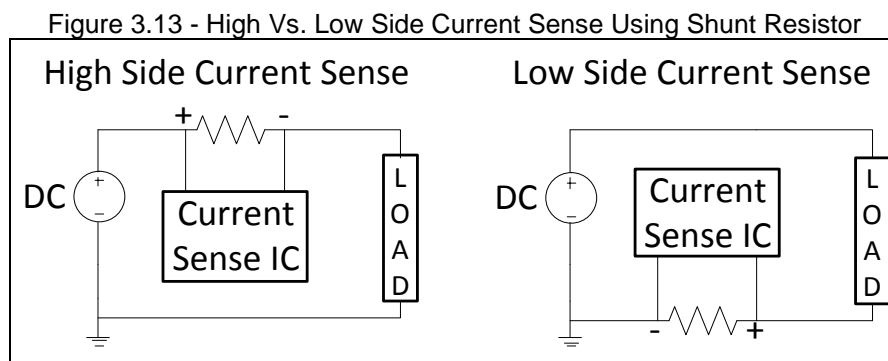 Figure 3.13 - High Vs. Low Side Current Sense Using Shunt Resistor
High Side Current Sense
+ -
DC
+
-
Current
Sense IC
L
O
A
D
Low Side Current Sense
DC
+
-
Current
Sense IC
L
O
A
D
- +